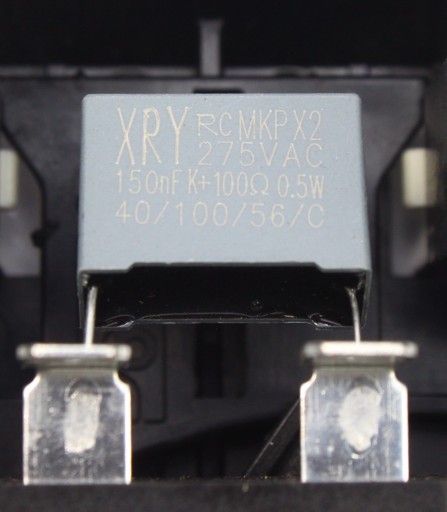 XRY RC MKP X2
275VAC
150nF K+100Ω 0.5W
40/100/56/C